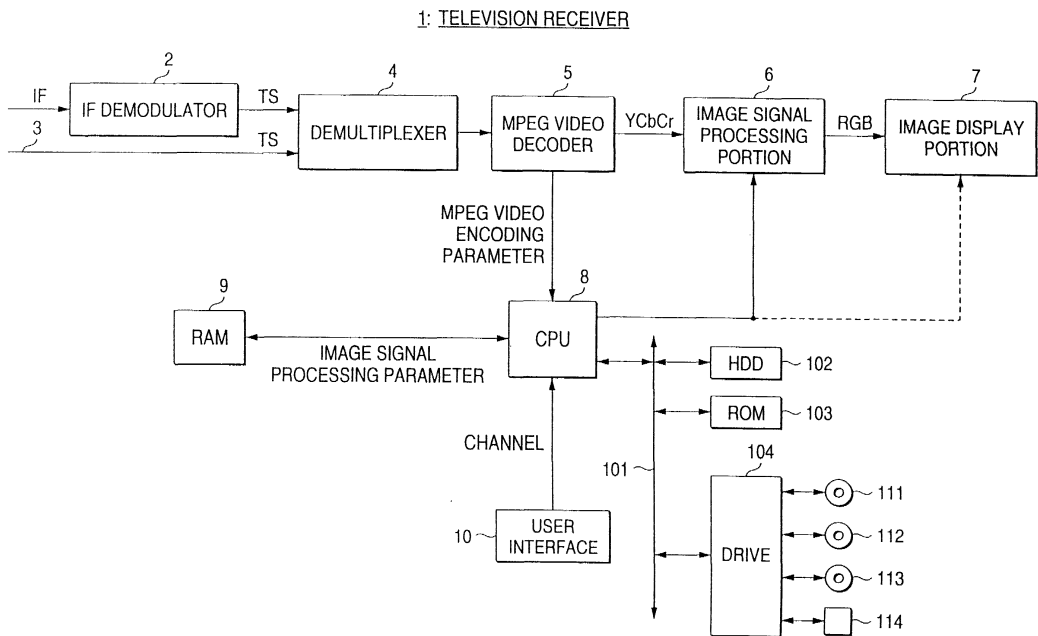 1: TELEVISION RECEIVER
2
4
5
6
7
IF
IF DEMODULATOR
TS
3
TS
DEMULTIPLEXER
MPEG VIDEO
DECODER
YCbCr
IMAGE SIGNAL
PROCESSING
PORTION
RGB
IMAGE DISPLAY
PORTION
MPEG VIDEO
ENCODING
PARAMETER
9
RAM
IMAGE SIGNAL
PROCESSING PARAMETER
8
CPU
HDD
102
ROM
103
CHANNEL
101
104
DRIVE
111
112
113
114
10
USER
INTERFACE